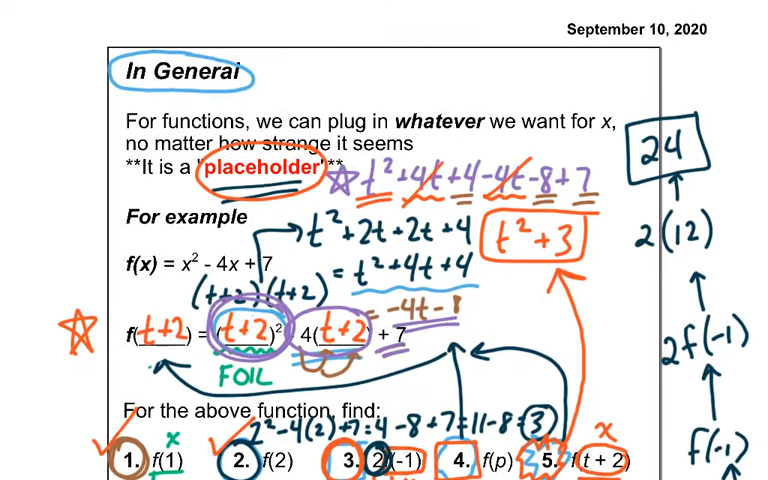 September 10, 2020
In General
For functions, we can plug in whatever we want for x,
no matter how strange it seems
**It is a "placeholder"**
t² + 4t + 4 - 4t - 8 + 7
24
For example
t² + 2t + 2t + 4
t² + 3
2(12)
f(x) = x² - 4x + 7
= t² + 4t + 4
(t+2)(t+2)
= -4t - 8
f(t+2) = (t+2)² 4(t+2) + 7
2f(-1)
FOIL
For the above function, find:
2² - 4(2) + 7 = 4 - 8 + 7 = 11 - 8 = 3
x
x
f(-1)
1. f(1) 2. f(2) 3. 2 (-1) 4. f(p) 5. f(t + 2)